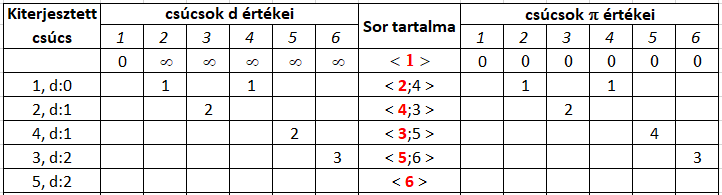 Kiterjesztett csúcs csúcsok d értékei Sor tartalma csúcsok π értékei
1 2 3 4 5 6 1 2 3 4 5 6
0 ∞ ∞ ∞ ∞ ∞ < 1 > 0 0 0 0 0 0
1, d:0 1 1 < 2;4 > 1 1
2, d:1 2 < 4;3 > 2
4, d:1 2 < 3;5 > 4
3, d:2 3 < 5;6 > 3
5, d:2 < 6 >